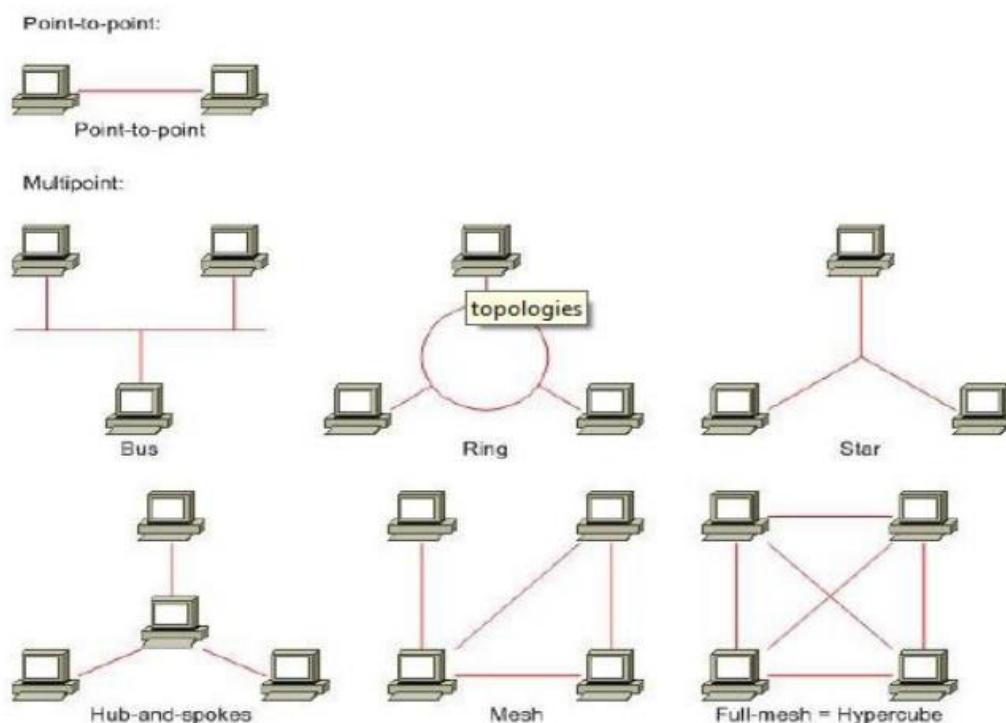 Point-to-point:
Point-to-point
Multipoint:
topologies
Bus
Ring
Star
Hub-and-spokes
Mesh
Full-mesh = Hypercube